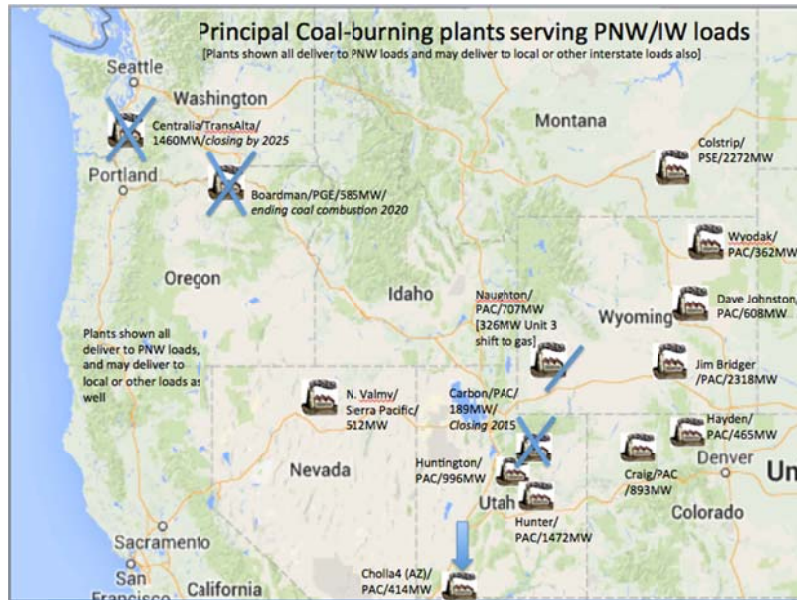 Principal Coal-burning plants serving PNW/IW loads
[Plants shown all deliver to PNW loads and may deliver to local or other interstate loads also]
Seattle
Washington
Montana
Centralia/TransAlta/
1460MW/closing by 2025
Colstrip/
PSE/2272MW
Portland
Boardman/PGE/585MW/
ending coal combustion 2020
Wyodak/
PAC/362MW
Oregon
Idaho
Naughton/
PAC/707MW
[326MW Unit 3
shift to gas]
Wyoming
Dave Johnston/
PAC/608MW
Plants shown all
deliver to PNW loads,
and may deliver to
local or other loads as
well
Jim Bridger
/PAC/2318MW
N. Valmy/
Serra Pacific/
512MW
Carbon/PAC/
189MW/
Closing 2015
Hayden/
PAC/465MW
Nevada
Huntington/
PAC/996MW
Utah
Craig/PAC
/893MW
Denver
Un
Colorado
Hunter/
PAC/1472MW
Sacramento
San
Francisco
California
Cholla4 (AZ)/
PAC/414MW